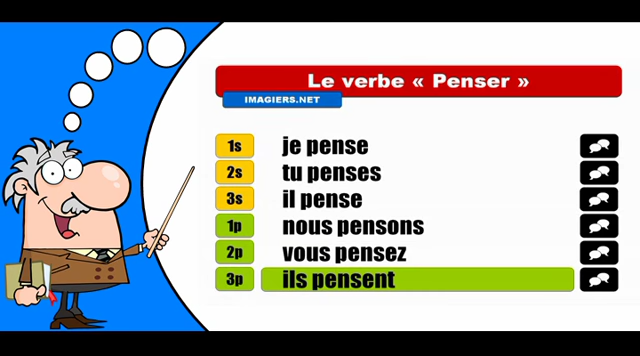 Le verbe « Penser »
IMAGIERS.NET
1s je pense
2s tu penses
3s il pense
1p nous pensons
2p vous pensez
3p ils pensent